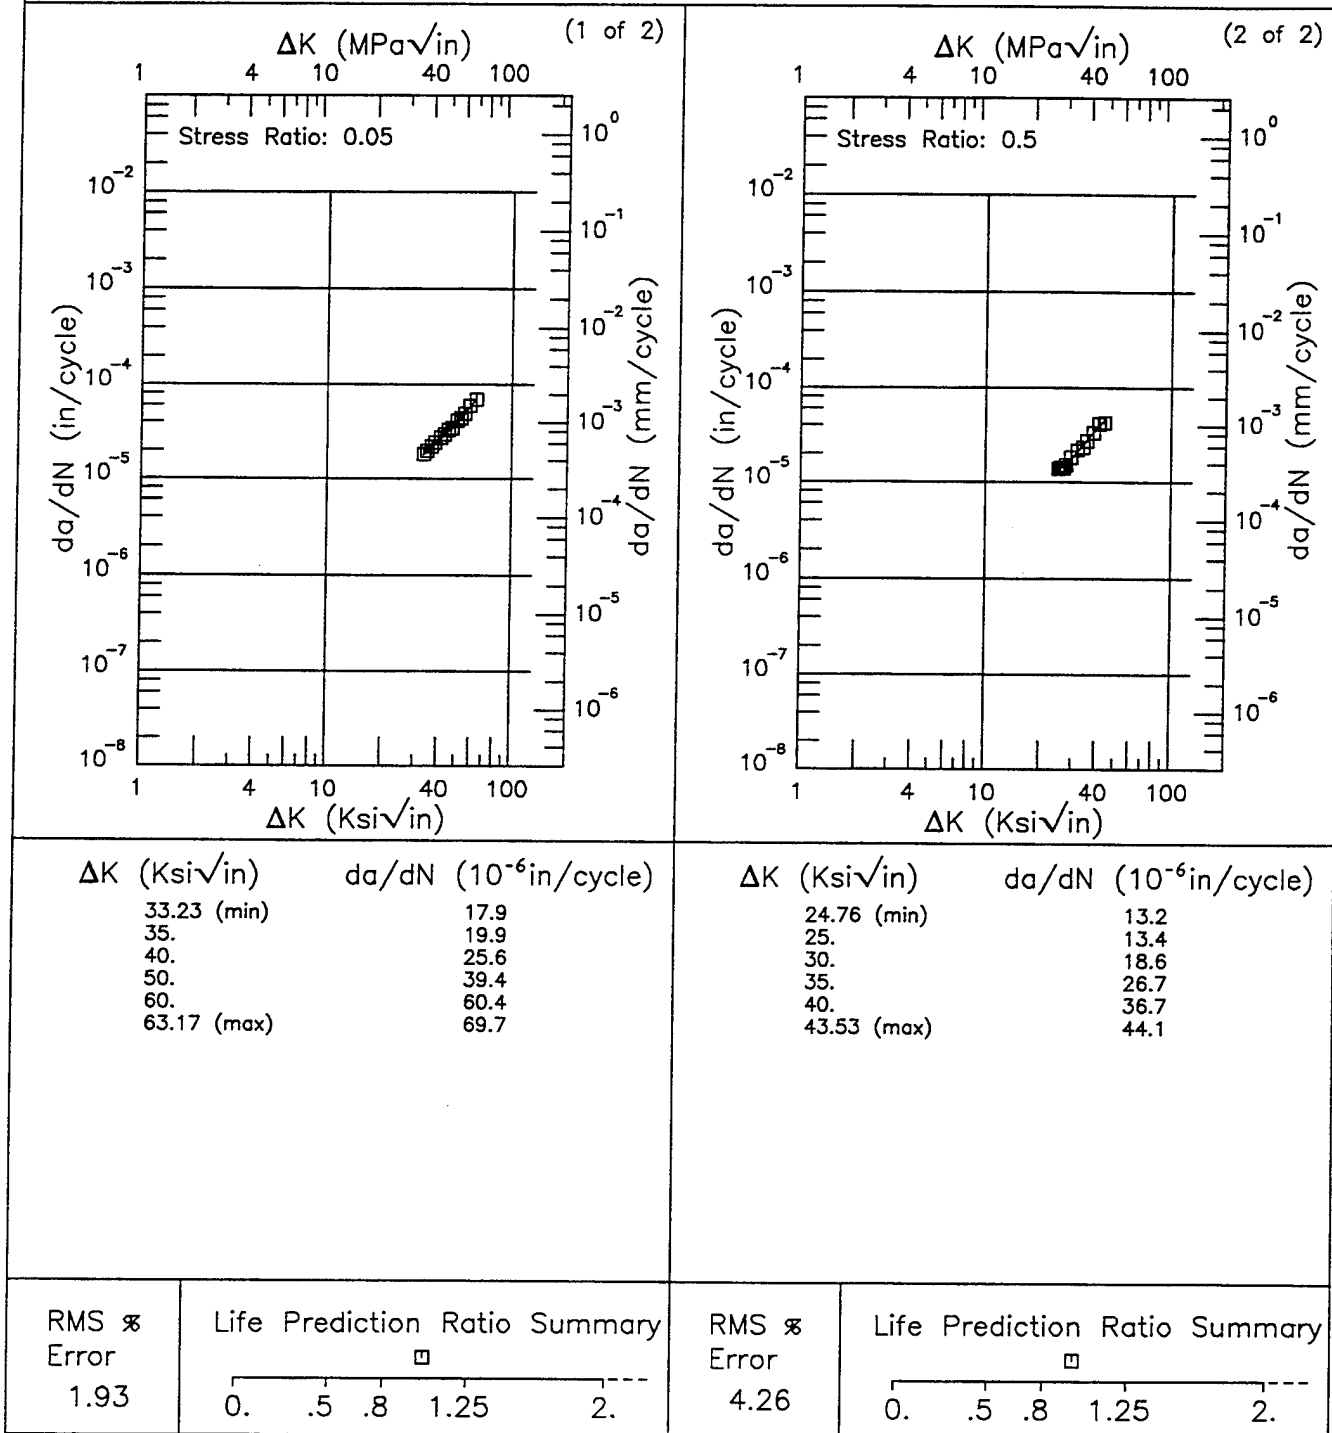 (1 of 2)
ΔK (MPa√in)
1 4 10 40 100
Stress Ratio: 0.05
10⁻²
10⁻³
10⁻⁴
10⁻⁵
10⁻⁶
10⁻⁷
10⁻⁸
da/dN (in/cycle)
10⁰
10⁻¹
10⁻²
10⁻³
10⁻⁴
10⁻⁵
10⁻⁶
da/dN (mm/cycle)
1 4 10 40 100
ΔK (Ksi√in)
ΔK (Ksi√in) da/dN (10⁻⁶in/cycle)
33.23 (min) 17.9
35. 19.9
40. 25.6
50. 39.4
60. 60.4
63.17 (max) 69.7
RMS %
Error
1.93
Life Prediction Ratio Summary
0. .5 .8 1.25 2.
(2 of 2)
ΔK (MPa√in)
1 4 10 40 100
Stress Ratio: 0.5
10⁻²
10⁻³
10⁻⁴
10⁻⁵
10⁻⁶
10⁻⁷
10⁻⁸
da/dN (in/cycle)
10⁰
10⁻¹
10⁻²
10⁻³
10⁻⁴
10⁻⁵
10⁻⁶
da/dN (mm/cycle)
1 4 10 40 100
ΔK (Ksi√in)
ΔK (Ksi√in) da/dN (10⁻⁶in/cycle)
24.76 (min) 13.2
25. 13.4
30. 18.6
35. 26.7
40. 36.7
43.53 (max) 44.1
RMS %
Error
4.26
Life Prediction Ratio Summary
0. .5 .8 1.25 2.